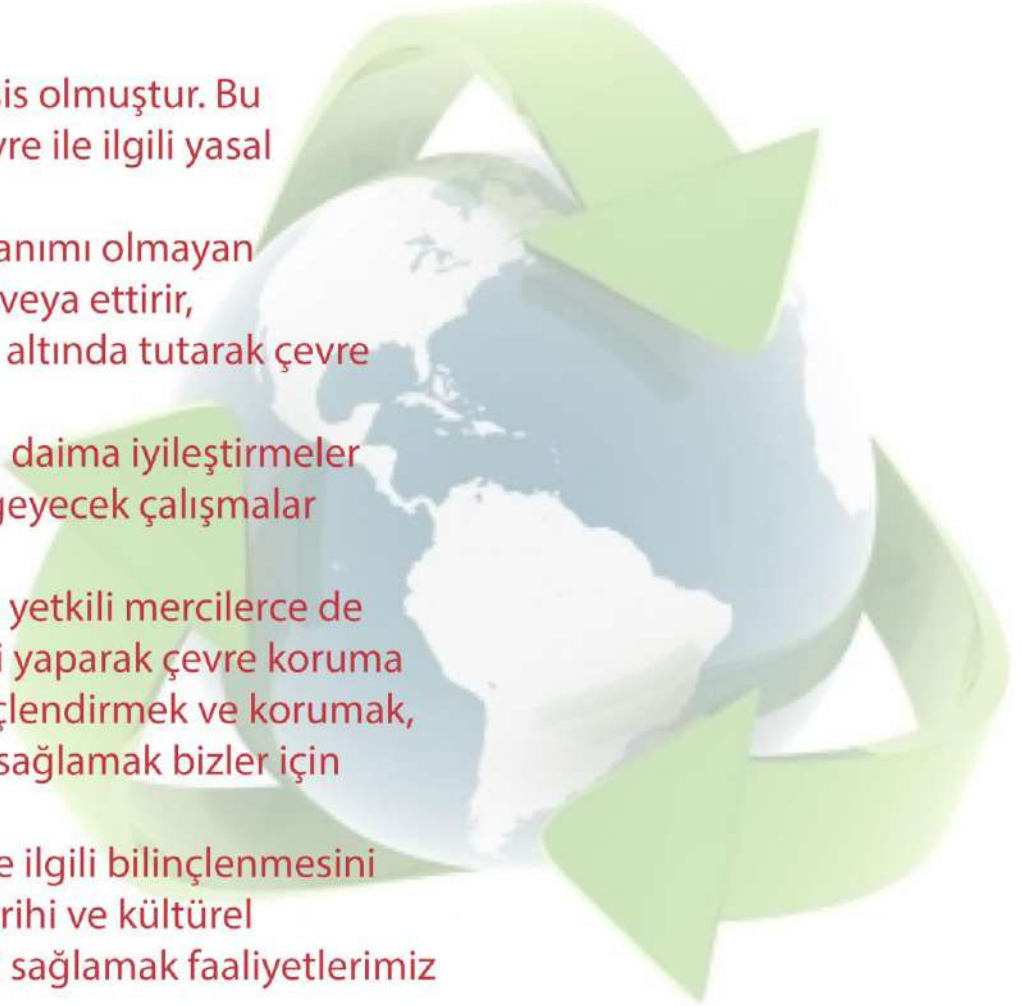 sis olmuştur. Bu
vre ile ilgili yasal
anımı olmayan
veya ettirir,
altında tutarak çevre
daima iyileştirmeler
geyecek çalışmalar
yetkili mercilerce de
i yaparak çevre koruma
çlendirmek ve korumak,
sağlamak bizler için
e ilgili bilinçlenmesini
rihi ve kültürel
sağlamak faaliyetlerimiz